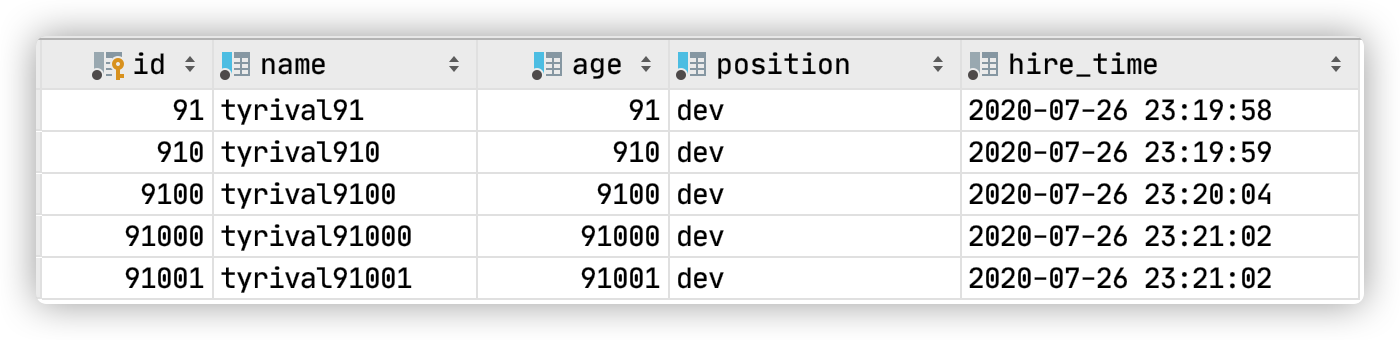 id name age position hire_time
91 tyrival91 91 dev 2020-07-26 23:19:58
910 tyrival910 910 dev 2020-07-26 23:19:59
9100 tyrival9100 9100 dev 2020-07-26 23:20:04
91000 tyrival91000 91000 dev 2020-07-26 23:21:02
91001 tyrival91001 91001 dev 2020-07-26 23:21:02